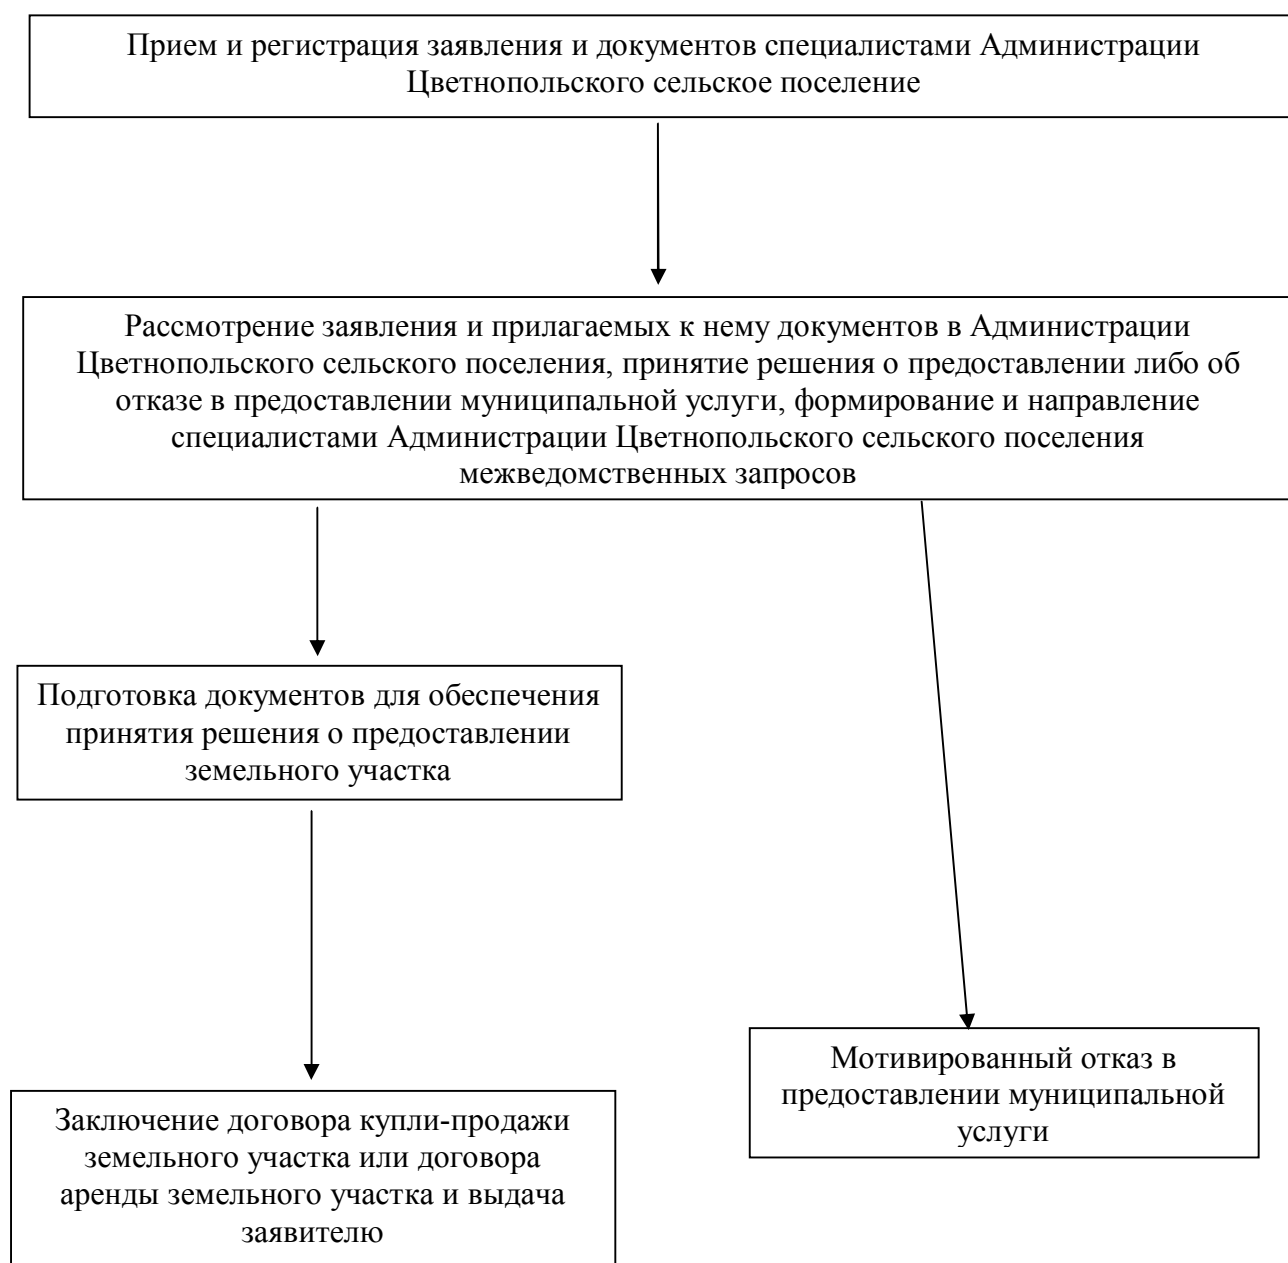 Прием и регистрация заявления и документов специалистами Администрации
Цветнопольского сельское поселение
Рассмотрение заявления и прилагаемых к нему документов в Администрации
Цветнопольского сельского поселения, принятие решения о предоставлении либо об
отказе в предоставлении муниципальной услуги, формирование и направление
специалистами Администрации Цветнопольского сельского поселения
межведомственных запросов
Подготовка документов для обеспечения
принятия решения о предоставлении
земельного участка
Мотивированный отказ в
предоставлении муниципальной
услуги
Заключение договора купли-продажи
земельного участка или договора
аренды земельного участка и выдача
заявителю